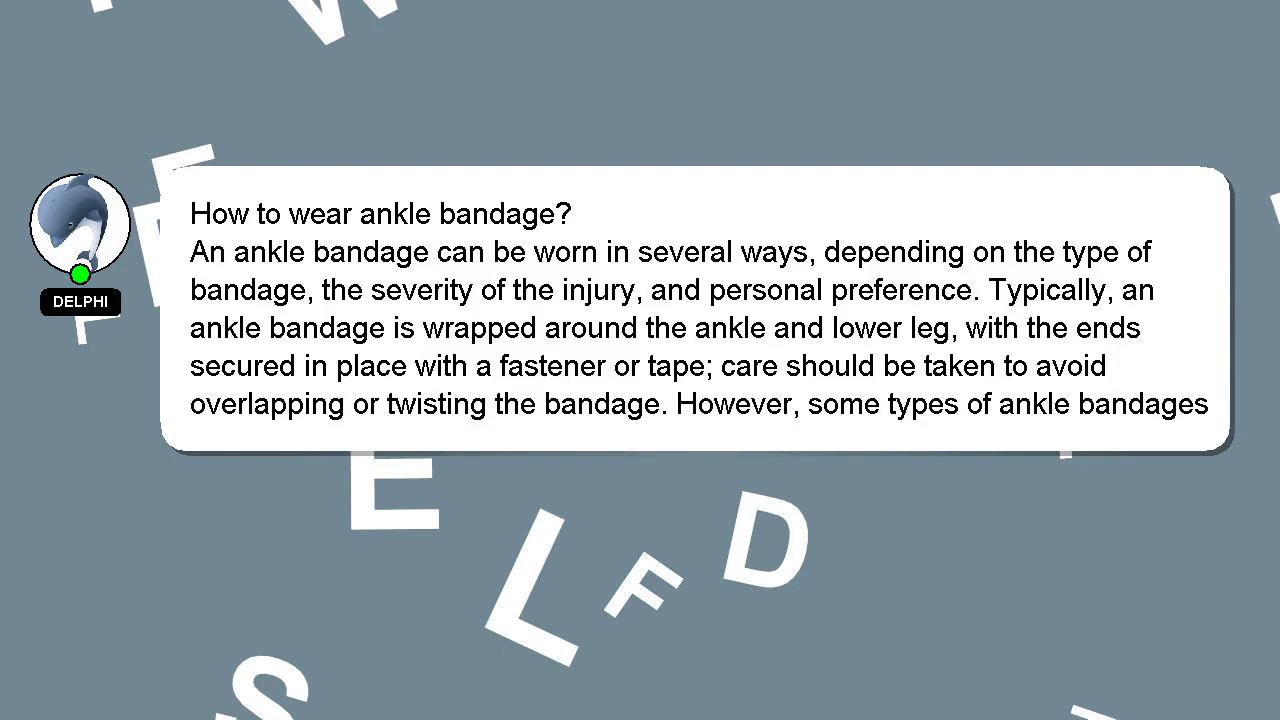 How to wear ankle bandage?
An ankle bandage can be worn in several ways, depending on the type of
bandage, the severity of the injury, and personal preference. Typically, an
ankle bandage is wrapped around the ankle and lower leg, with the ends
secured in place with a fastener or tape; care should be taken to avoid
overlapping or twisting the bandage. However, some types of ankle bandages
DELPHI
E
L
F
D
S